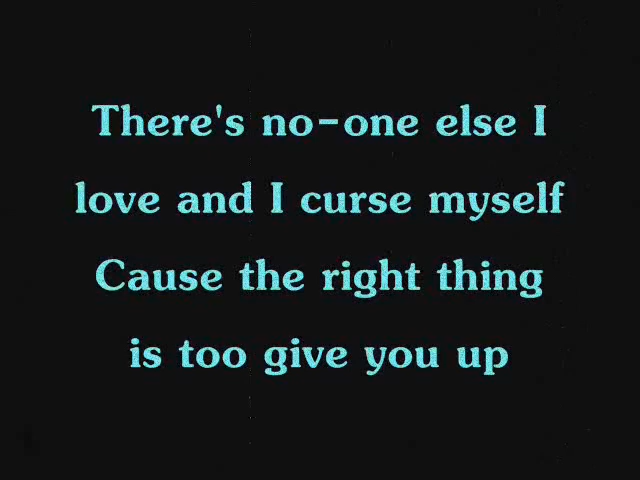 There's no-one else I
love and I curse myself
Cause the right thing
is too give you up